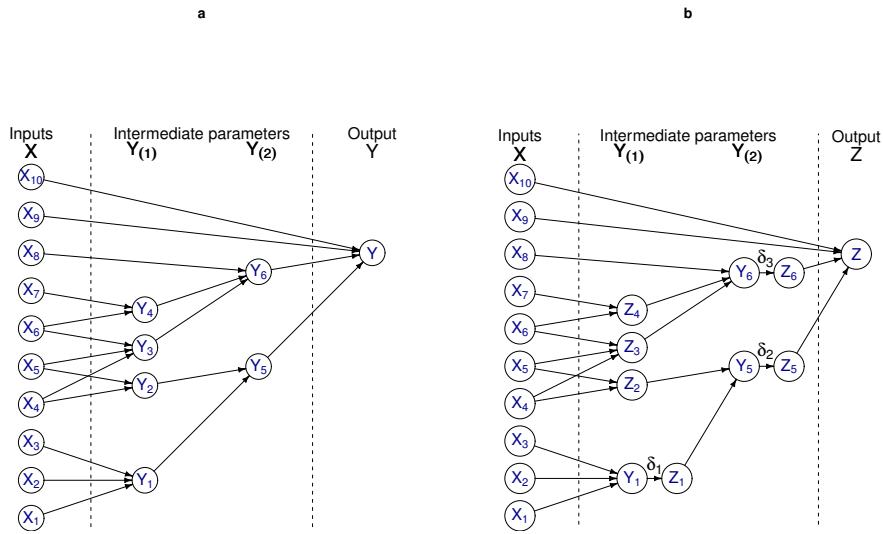 a
Inputs Intermediate parameters Output
X Y(1) Y(2) Y
X10
X9
X8
X7
X6
X5
X4
X3
X2
X1
Y4
Y3
Y2
Y1
Y6
Y5
Y
b
Inputs Intermediate parameters Output
X Y(1) Y(2) Z
X10
X9
X8
X7
X6
X5
X4
X3
X2
X1
Z4
Z3
Z2
Y1 δ1 Z1
Y6 δ3 Z6
Y5 δ2 Z5
Z